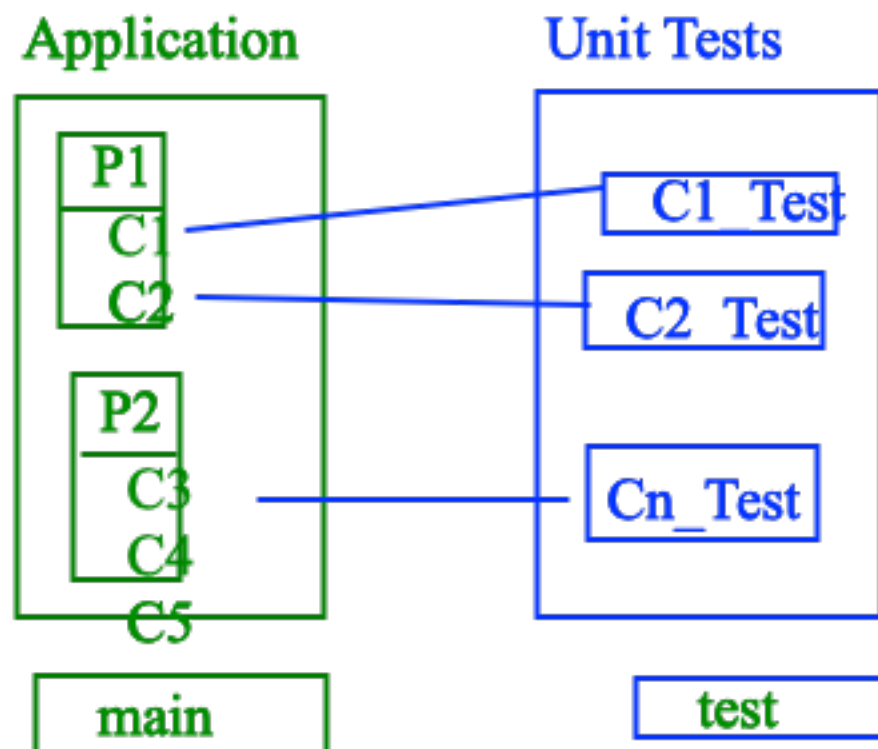 Application
P1
C1
C2
P2
C3
C4
C5
main
Unit Tests
C1_Test
C2_Test
Cn_Test
test